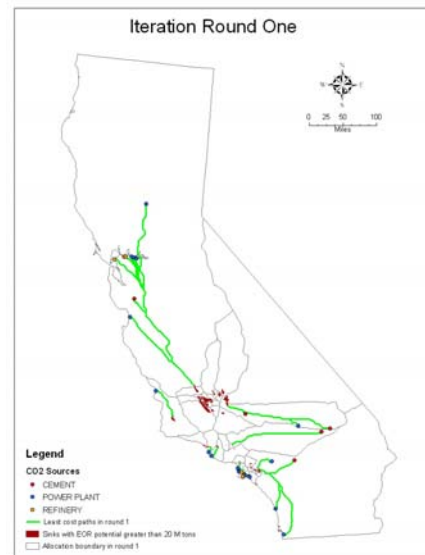 Iteration Round One
N
W
S
0 25 50 100
Miles
Legend
CO2 Sources
CEMENT
POWER PLANT
REFINERY
Least cost paths in round 1
Sinks with EOR potential greater than 20 M tons
Allocation boundary in round 1